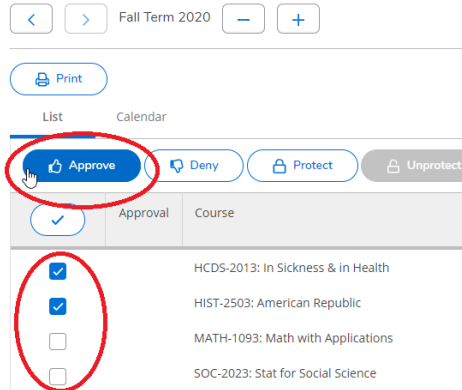 Fall Term 2020
Print
List Calendar
Approve Deny Protect Unprotect
Approval Course
HCDS-2013: In Sickness & in Health
HIST-2503: American Republic
MATH-1093: Math with Applications
SOC-2023: Stat for Social Science